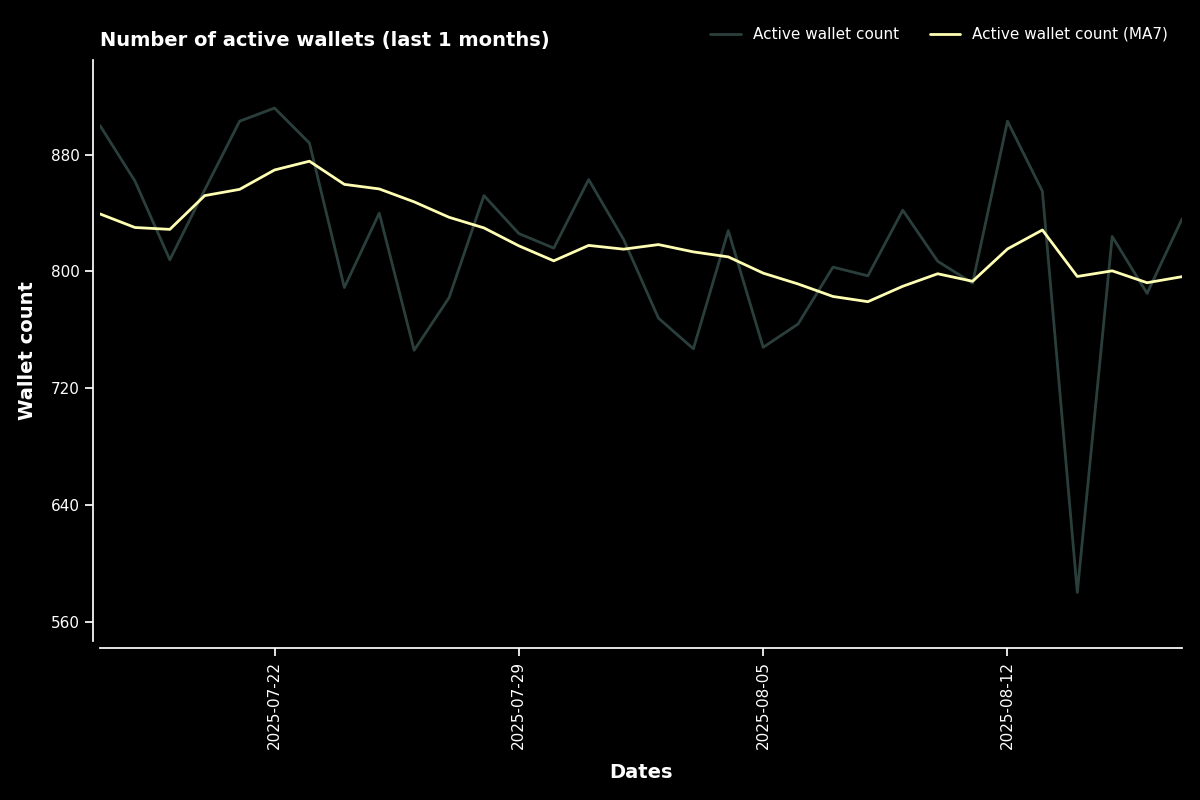 Number of active wallets (last 1 months)
Active wallet count
Active wallet count (MA7)
880
800
720
640
560
Wallet count
2025-07-22
2025-07-29
2025-08-05
2025-08-12
Dates